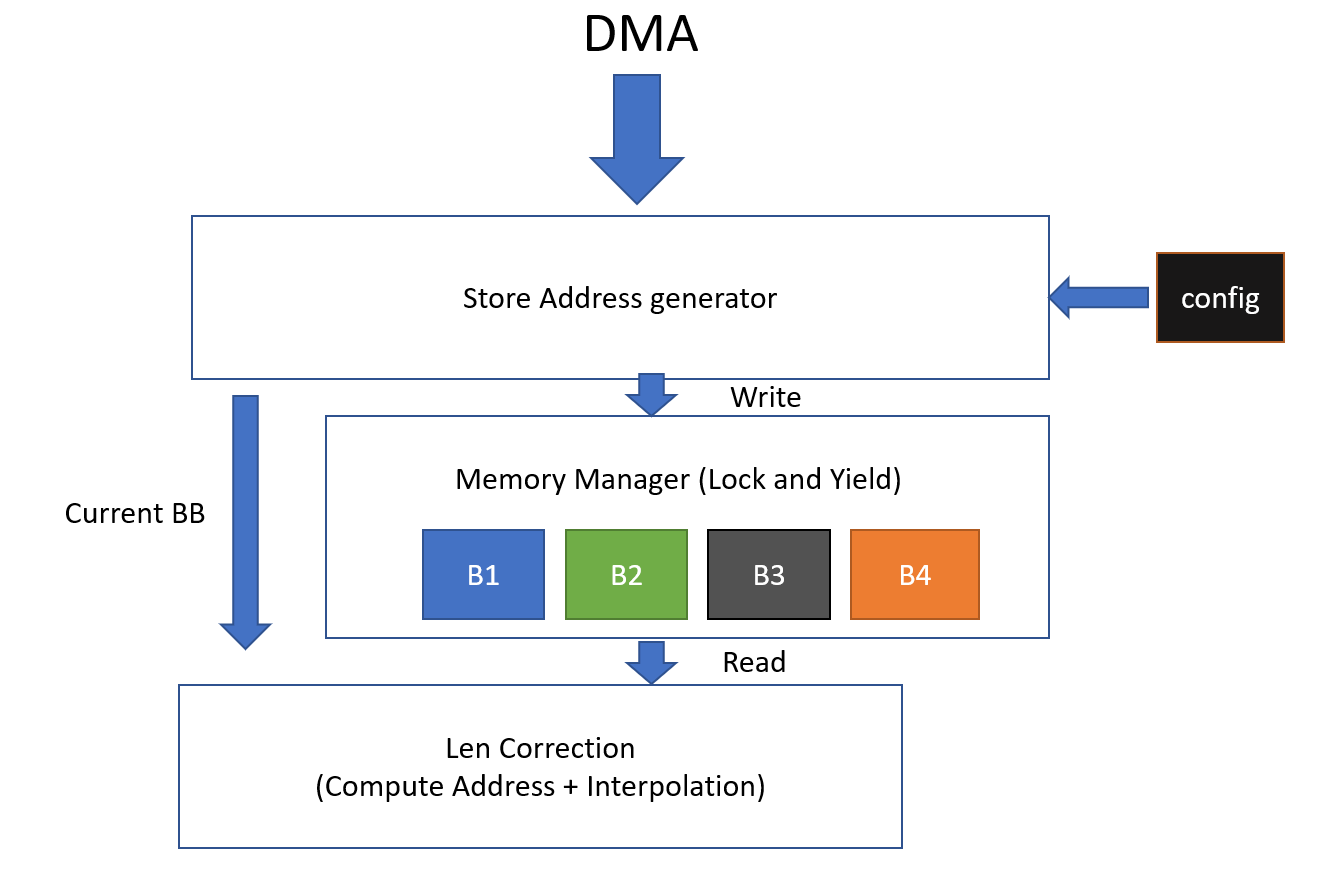 DMA
Store Address generator
config
Write
Memory Manager (Lock and Yield)
Current BB
B1
B2
B3
B4
Read
Len Correction
(Compute Address + Interpolation)